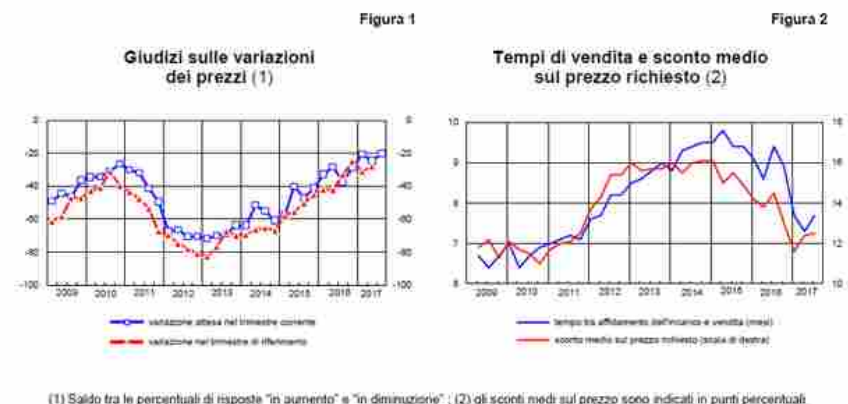 Figura 1
Giudizi sulle variazioni
dei prezzi (1)
0 0
-20 -20
-40 -40
-60 -60
-80 -80
-100 -100
2009 2010 2011 2012 2013 2014 2015 2016 2017
variazione attesa nel trimestre corrente
variazione nel trimestre di riferimento
Figura 2
Tempi di vendita e sconto medio
sul prezzo richiesto (2)
10 18
9 16
8 14
7 12
6 10
2009 2010 2011 2012 2013 2014 2015 2016 2017
tempo tra affidamento dell'incarico e vendita (mesi)
sconto medio sul prezzo richiesto (scala di destra)
(1) Saldo tra le percentuali di risposte "in aumento" e "in diminuzione" ; (2) gli sconti medi sul prezzo sono indicati in punti percentuali